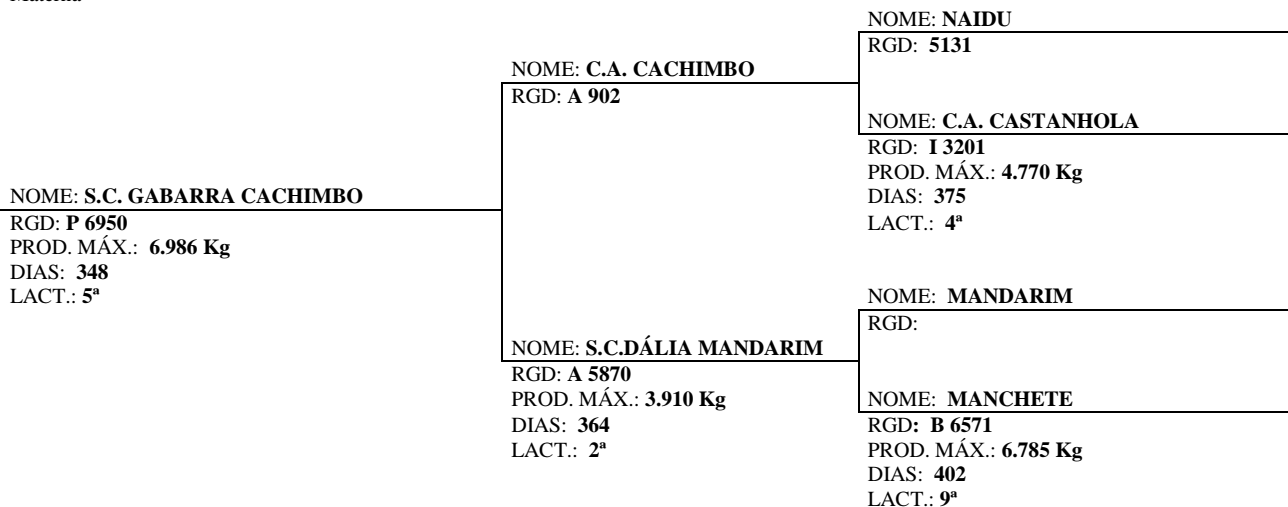 NOME: NAIDU
RGD: 5131
NOME: C.A. CACHIMBO
RGD: A 902
NOME: C.A. CASTANHOLA
RGD: I 3201
PROD. MÁX.: 4.770 Kg
DIAS: 375
LACT.: 4ª
NOME: S.C. GABARRA CACHIMBO
RGD: P 6950
PROD. MÁX.: 6.986 Kg
DIAS: 348
LACT.: 5ª
NOME: MANDARIM
RGD:
NOME: S.C.DÁLIA MANDARIM
RGD: A 5870
PROD. MÁX.: 3.910 Kg
DIAS: 364
LACT.: 2ª
NOME: MANCHETE
RGD: B 6571
PROD. MÁX.: 6.785 Kg
DIAS: 402
LACT.: 9ª